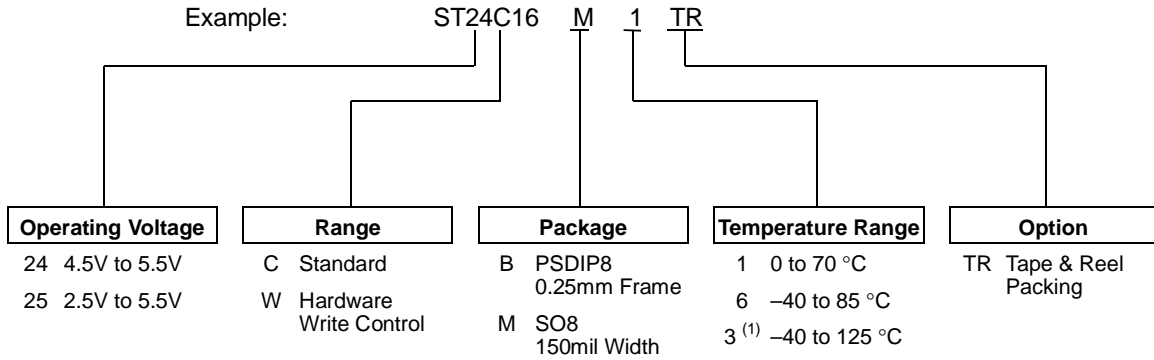 Example: ST24C16 M 1 TR
Operating Voltage
24 4.5V to 5.5V
25 2.5V to 5.5V
Range
C Standard
W Hardware
Write Control
Package
B PSDIP8
0.25mm Frame
M SO8
150mil Width
Temperature Range
1 0 to 70 °C
6 –40 to 85 °C
3 (1) –40 to 125 °C
Option
TR Tape & Reel
Packing